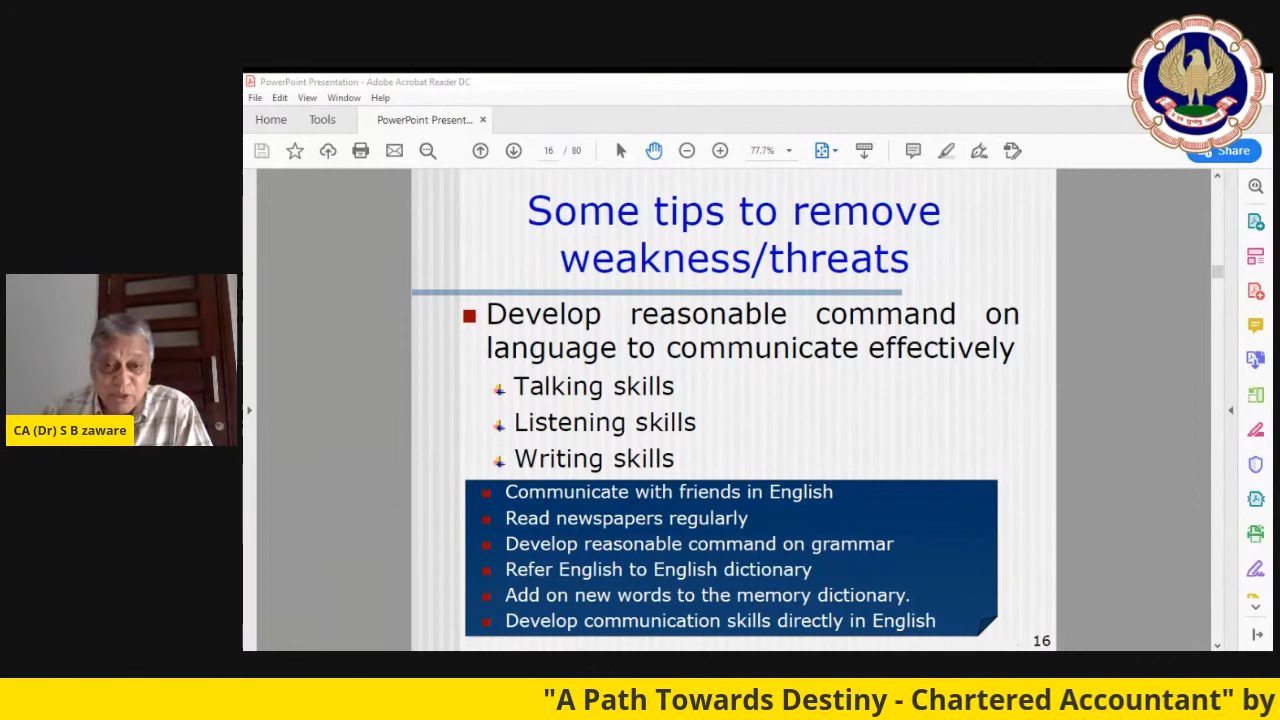 PowerPoint Presentation - Adobe Acrobat Reader DC
File Edit View Window Help
Home Tools PowerPoint Present... ×
16 / 80 77.7% Share
Some tips to remove
weakness/threats
Develop reasonable command on
language to communicate effectively
Talking skills
Listening skills
Writing skills
Communicate with friends in English
Read newspapers regularly
Develop reasonable command on grammar
Refer English to English dictionary
Add on new words to the memory dictionary.
Develop communication skills directly in English
16
CA (Dr) S B zaware
"A Path Towards Destiny - Chartered Accountant" by